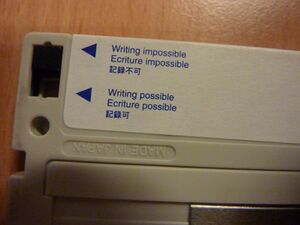 Writing impossible
Ecriture impossible
記録不可
Writing possible
Ecriture possible
記録可
MADE IN JAPAN